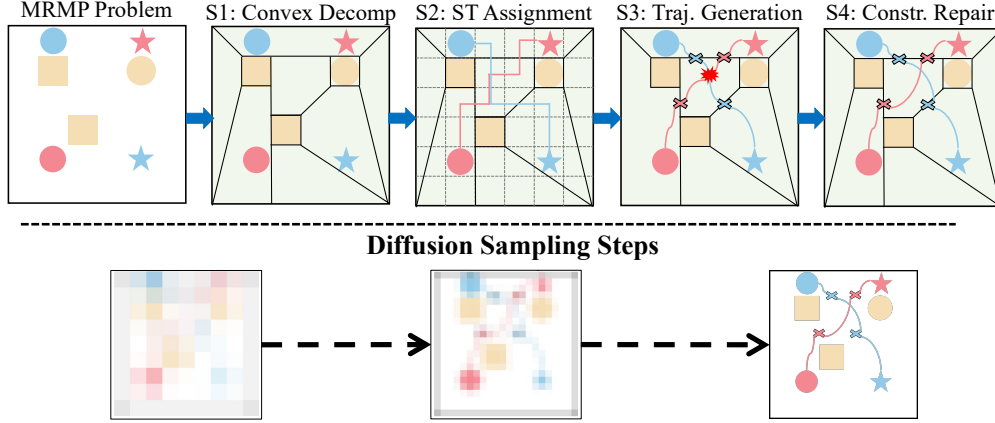 MRMP Problem
S1: Convex Decomp
S2: ST Assignment
S3: Traj. Generation
S4: Constr. Repair
Diffusion Sampling Steps